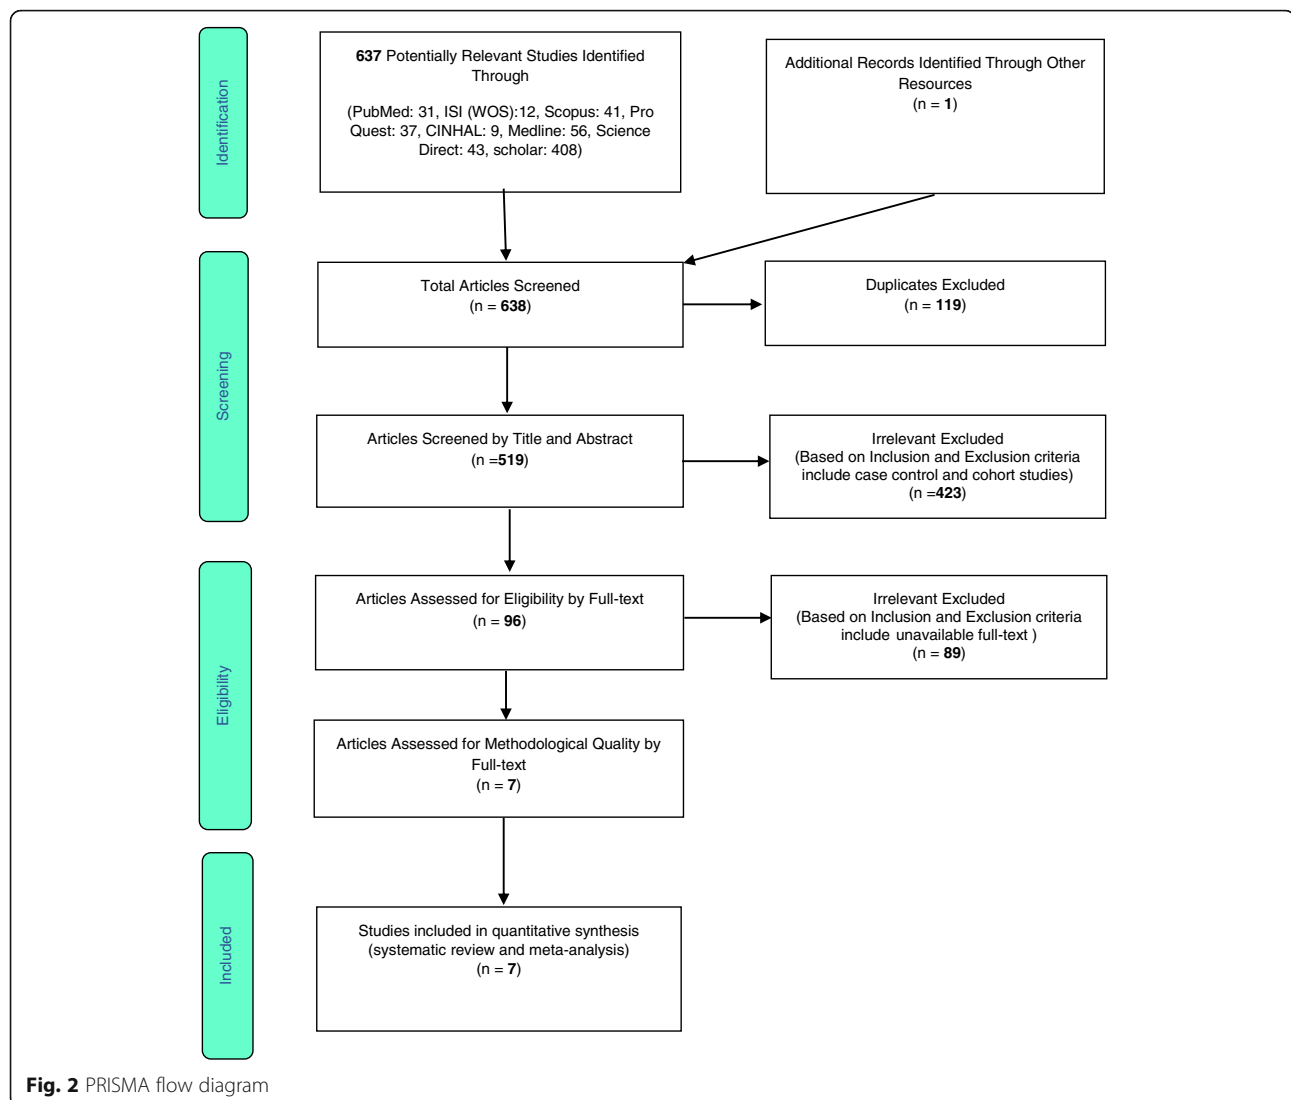 Identification
637 Potentially Relevant Studies Identified
Through
(PubMed: 31, ISI (WOS):12, Scopus: 41, Pro
Quest: 37, CINHAL: 9, Medline: 56, Science
Direct: 43, scholar: 408)
Additional Records Identified Through Other
Resources
(n = 1)
Screening
Total Articles Screened
(n = 638)
Duplicates Excluded
(n = 119)
Articles Screened by Title and Abstract
(n =519)
Irrelevant Excluded
(Based on Inclusion and Exclusion criteria
include case control and cohort studies)
(n =423)
Eligibility
Articles Assessed for Eligibility by Full-text
(n = 96)
Irrelevant Excluded
(Based on Inclusion and Exclusion criteria
include unavailable full-text )
(n = 89)
Articles Assessed for Methodological Quality by
Full-text
(n = 7)
Included
Studies included in quantitative synthesis
(systematic review and meta-analysis)
(n = 7)
Fig. 2 PRISMA flow diagram